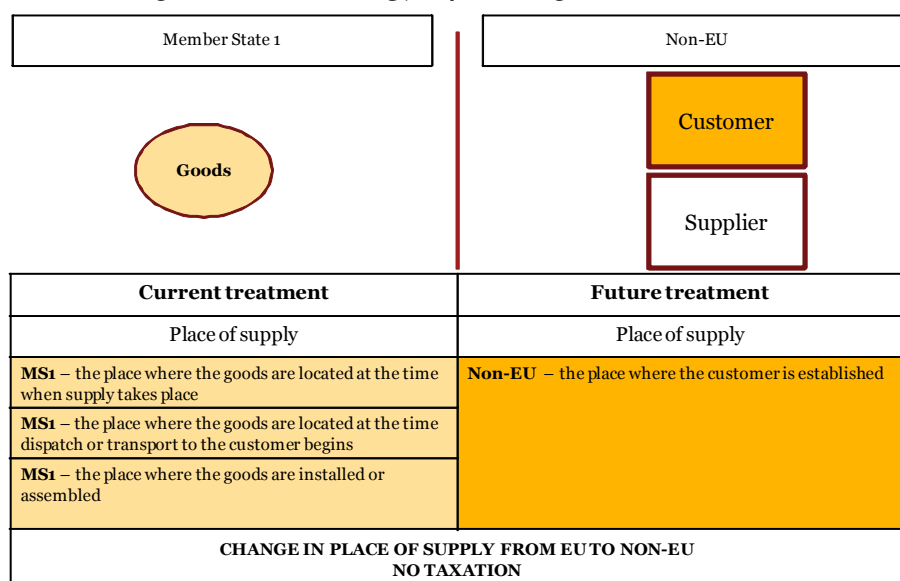 Member State 1
Non-EU
Customer
Goods
Supplier
Current treatment
Future treatment
Place of supply
Place of supply
MS1 – the place where the goods are located at the time
when supply takes place
Non-EU – the place where the customer is established
MS1 – the place where the goods are located at the time
dispatch or transport to the customer begins
MS1 – the place where the goods are installed or
assembled
CHANGE IN PLACE OF SUPPLY FROM EU TO NON-EU
NO TAXATION